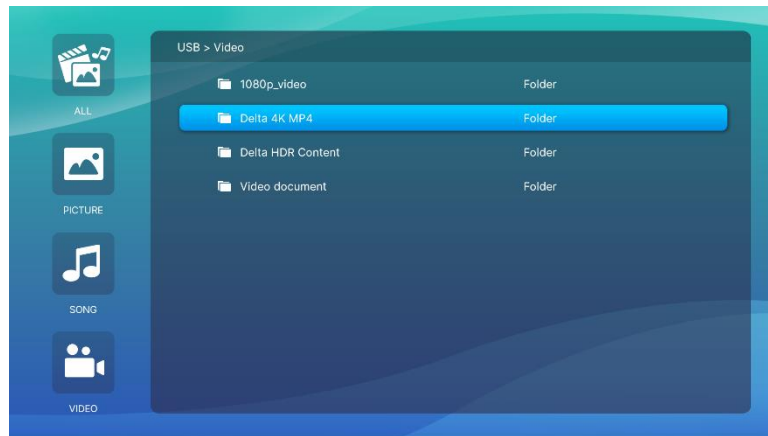 USB > Video
1080p_video Folder
Delta 4K MP4 Folder
Delta HDR Content Folder
Video document Folder
ALL
PICTURE
SONG
VIDEO